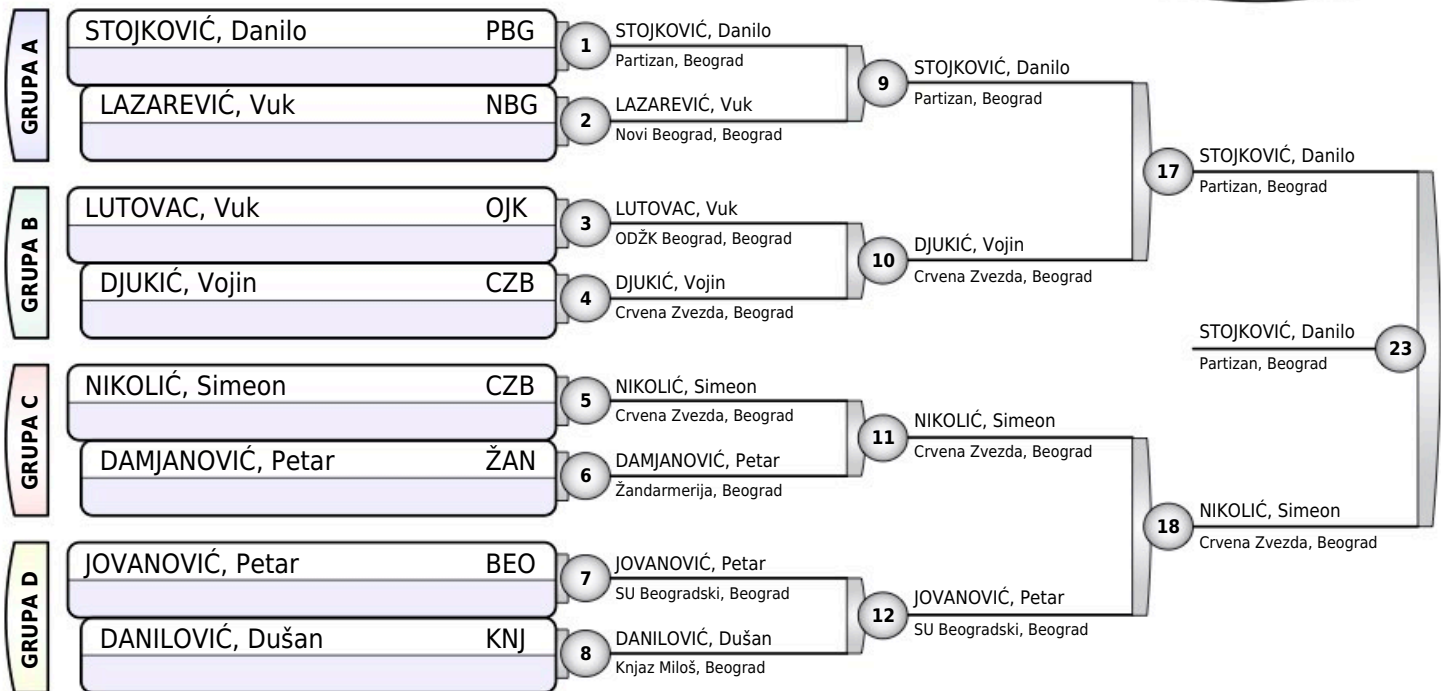 GRUPA A
STOJKOVIĆ, Danilo PBG
LAZAREVIĆ, Vuk NBG
GRUPA B
LUTOVAC, Vuk OJK
DJUKIĆ, Vojin CZB
GRUPA C
NIKOLIĆ, Simeon CZB
DAMJANOVIĆ, Petar ŽAN
GRUPA D
JOVANOVIĆ, Petar BEO
DANILOVIĆ, Dušan KNJ
1
STOJKOVIĆ, Danilo
Partizan, Beograd
2
LAZAREVIĆ, Vuk
Novi Beograd, Beograd
3
LUTOVAC, Vuk
ODŽK Beograd, Beograd
4
DJUKIĆ, Vojin
Crvena Zvezda, Beograd
5
NIKOLIĆ, Simeon
Crvena Zvezda, Beograd
6
DAMJANOVIĆ, Petar
Žandarmerija, Beograd
7
JOVANOVIĆ, Petar
SU Beogradski, Beograd
8
DANILOVIĆ, Dušan
Knjaz Miloš, Beograd
9
STOJKOVIĆ, Danilo
Partizan, Beograd
10
DJUKIĆ, Vojin
Crvena Zvezda, Beograd
11
NIKOLIĆ, Simeon
Crvena Zvezda, Beograd
12
JOVANOVIĆ, Petar
SU Beogradski, Beograd
17
STOJKOVIĆ, Danilo
Partizan, Beograd
18
NIKOLIĆ, Simeon
Crvena Zvezda, Beograd
STOJKOVIĆ, Danilo
Partizan, Beograd
23